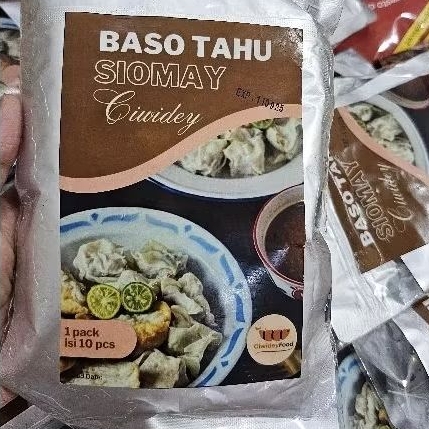 BASO TAHU
SIOMAY
Ciwidey
1 pack
Isi 10 pcs
CiwideyFood
BASO TA
SIOMAY
Ciwidey